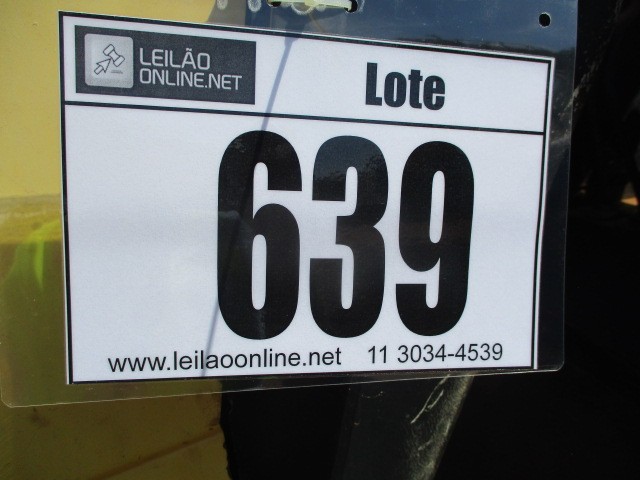 LEILÃO
ONLINE.NET
Lote
639
www.leilaoonline.net 11 3034-4539